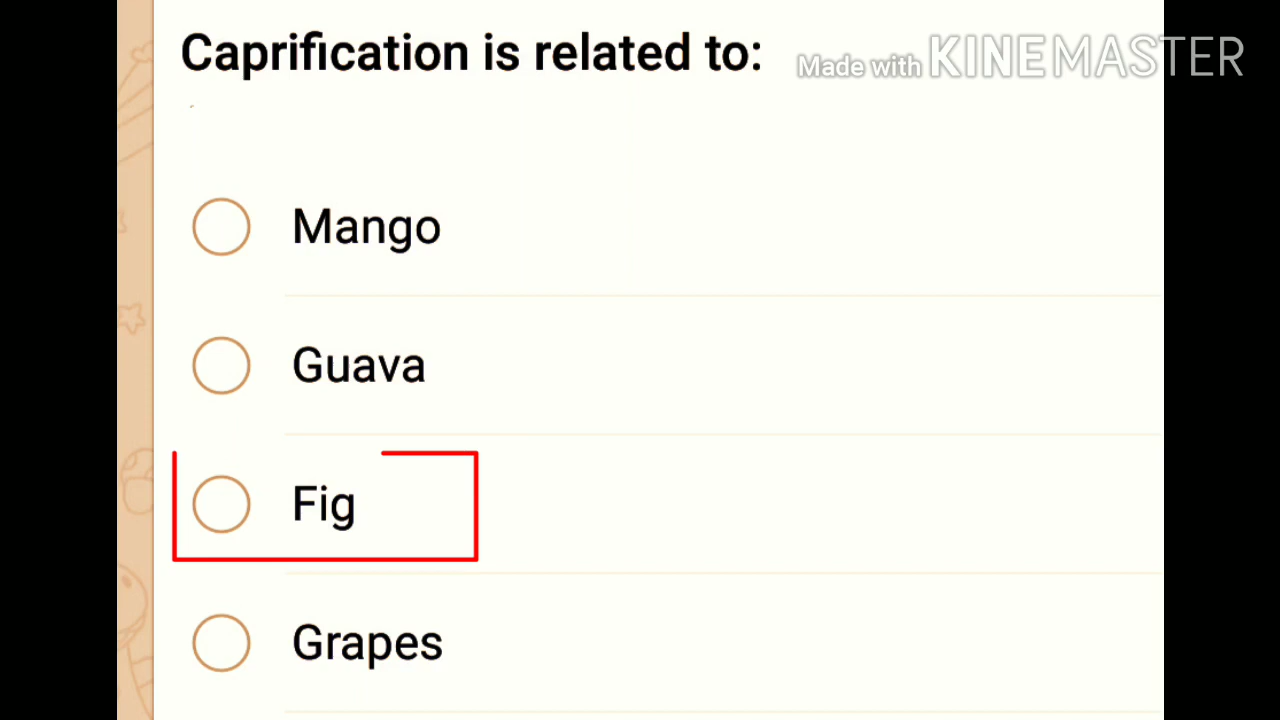 Caprification is related to:
Made with KINEMASTER
Mango
Guava
Fig
Grapes